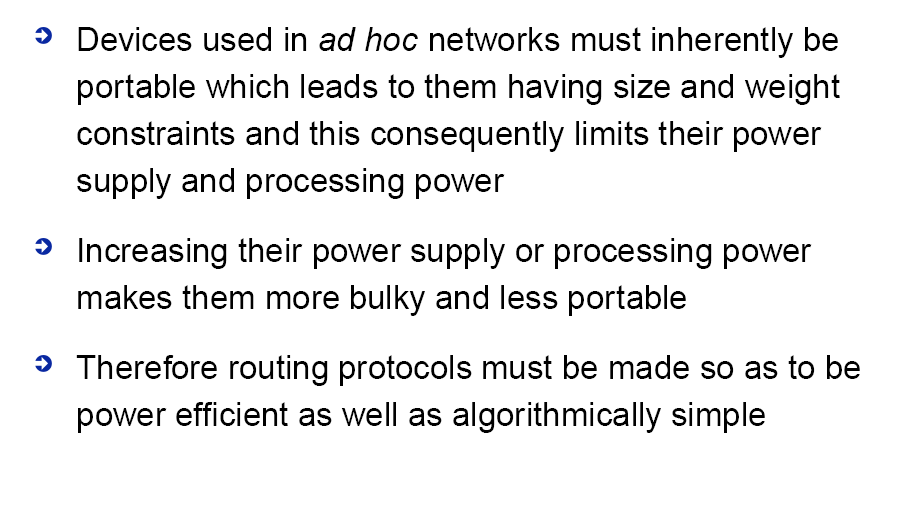 Devices used in ad hoc networks must inherently be
portable which leads to them having size and weight
constraints and this consequently limits their power
supply and processing power
Increasing their power supply or processing power
makes them more bulky and less portable
Therefore routing protocols must be made so as to be
power efficient as well as algorithmically simple